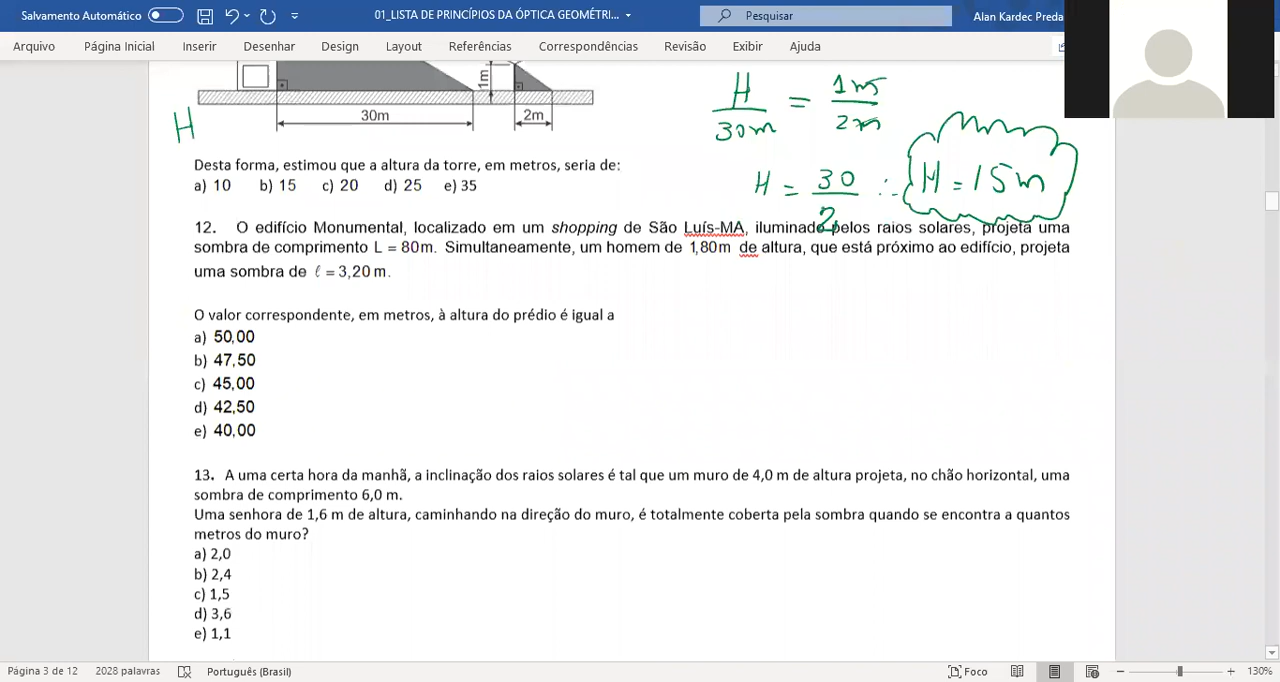 Salvamento Automático
01_LISTA DE PRINCÍPIOS DA ÓPTICA GEOMÉTRI...
Pesquisar
Alan Kardec Preda
Arquivo Página Inicial Inserir Desenhar Design Layout Referências Correspondências Revisão Exibir Ajuda
1m
30m
2m
H
H/30m = 1m/2m
H = 30/2 ∴ H = 15m
Desta forma, estimou que a altura da torre, em metros, seria de:
a) 10 b) 15 c) 20 d) 25 e) 35
12. O edifício Monumental, localizado em um shopping de São Luís-MA, iluminado pelos raios solares, projeta uma
sombra de comprimento L = 80m. Simultaneamente, um homem de 1,80m de altura, que está próximo ao edifício, projeta
uma sombra de ℓ = 3,20 m.
O valor correspondente, em metros, à altura do prédio é igual a
a) 50,00
b) 47,50
c) 45,00
d) 42,50
e) 40,00
13. A uma certa hora da manhã, a inclinação dos raios solares é tal que um muro de 4,0 m de altura projeta, no chão horizontal, uma
sombra de comprimento 6,0 m.
Uma senhora de 1,6 m de altura, caminhando na direção do muro, é totalmente coberta pela sombra quando se encontra a quantos
metros do muro?
a) 2,0
b) 2,4
c) 1,5
d) 3,6
e) 1,1
Página 3 de 12 2028 palavras Português (Brasil) Foco 130%